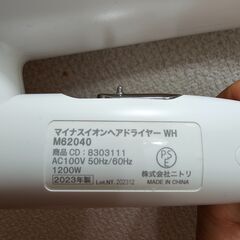 マイナスイオンヘアドライヤー WH
M62040
商品 CD : 8303111
AC100V 50Hz/60Hz
1200W
2023年製
Lot.NY. 202312
PSE
株式会社ニトリ
MADE IN CHINA